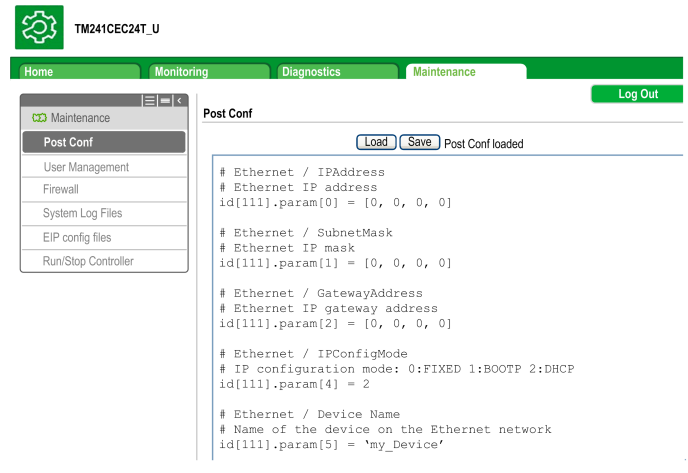 TM241CEC24T_U
Home Monitoring Diagnostics Maintenance
Log Out
Maintenance
Post Conf
User Management
Firewall
System Log Files
EIP config files
Run/Stop Controller
Post Conf
Load Save Post Conf loaded
# Ethernet / IPAddress
# Ethernet IP address
id[111].param[0] = [0, 0, 0, 0]
# Ethernet / SubnetMask
# Ethernet IP mask
id[111].param[1] = [0, 0, 0, 0]
# Ethernet / GatewayAddress
# Ethernet IP gateway address
id[111].param[2] = [0, 0, 0, 0]
# Ethernet / IPConfigMode
# IP configuration mode: 0:FIXED 1:BOOTP 2:DHCP
id[111].param[4] = 2
# Ethernet / Device Name
# Name of the device on the Ethernet network
id[111].param[5] = ‘my_Device’